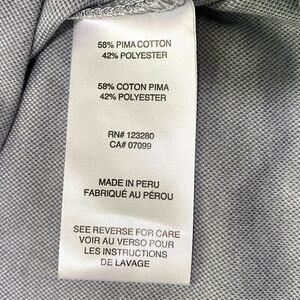 58% PIMA COTTON
42% POLYESTER
58% COTON PIMA
42% POLYESTER
RN# 123280
CA# 07099
MADE IN PERU
FABRIQUÉ AU PÉROU
SEE REVERSE FOR CARE
VOIR AU VERSO POUR
LES INSTRUCTIONS
DE LAVAGE